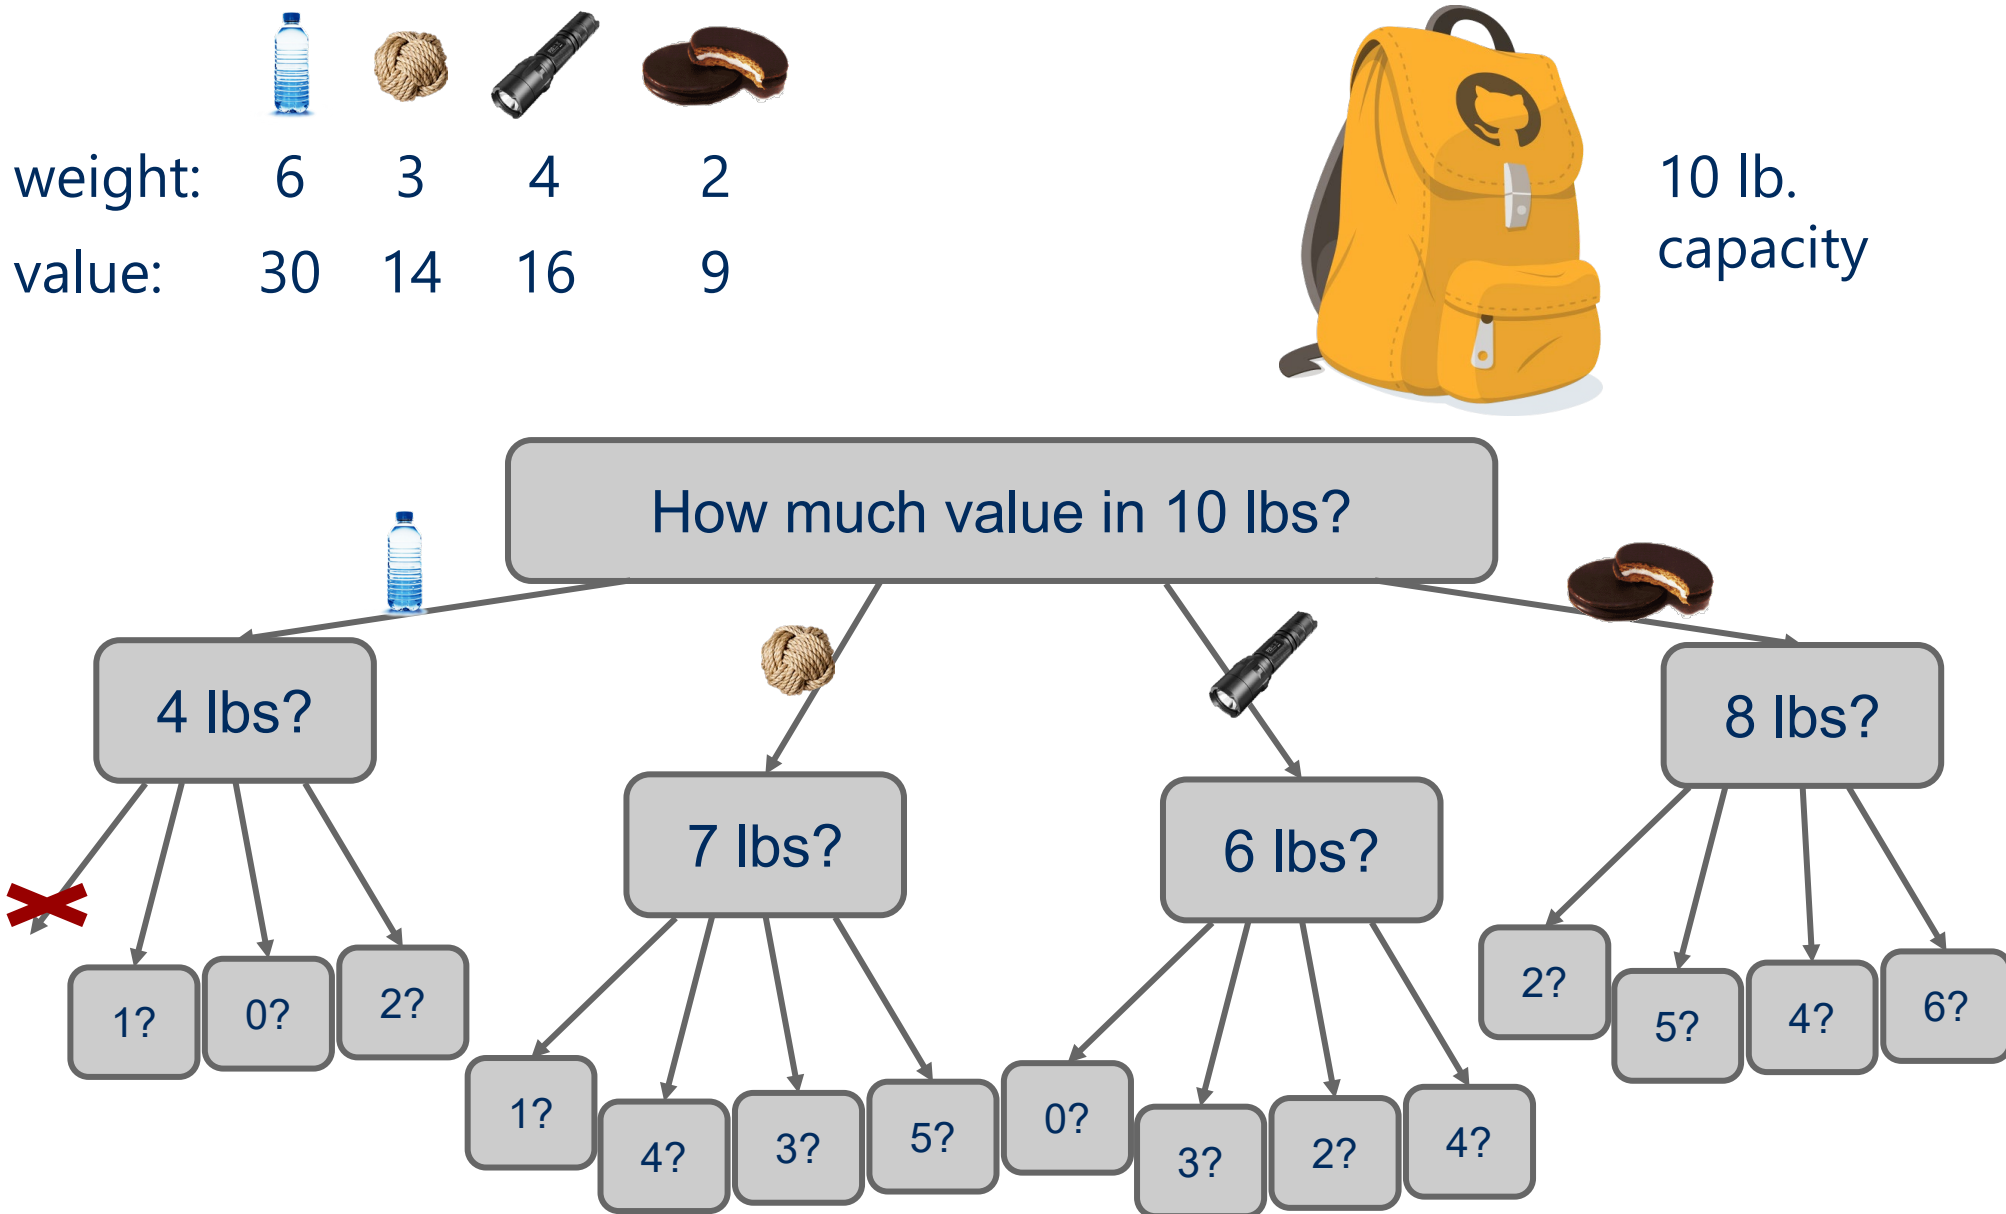 weight: 6 3 4 2
value: 30 14 16 9
10 lb.
capacity
How much value in 10 lbs?
4 lbs?
7 lbs?
6 lbs?
8 lbs?
1?
0?
2?
1?
4?
3?
5?
0?
3?
2?
4?
2?
5?
4?
6?